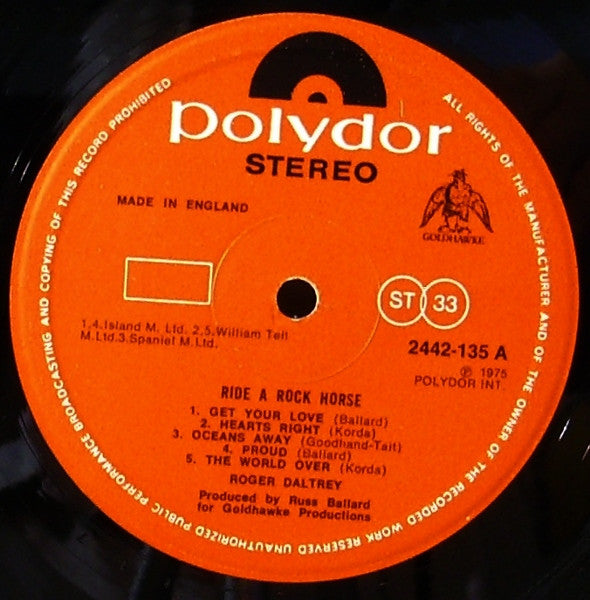 ALL RIGHTS OF THE MANUFACTURER AND OF THE OWNER OF THE RECORDED WORK RESERVED UNAUTHORIZED PUBLIC PERFORMANCE BROADCASTING AND COPYING OF THIS RECORD PROHIBITED
polydor
STEREO
MADE IN ENGLAND
GOLDHAWKE
ST 33
1.4.Island M. Ltd. 2.5.William Tell
M.Ltd.3.Spaniel M.Ltd.
2442-135 A
℗ 1975
POLYDOR INT.
RIDE A ROCK HORSE
1. GET YOUR LOVE (Ballard)
2. HEARTS RIGHT (Korda)
3. OCEANS AWAY (Goodhand-Tait)
4. PROUD (Ballard)
5. THE WORLD OVER (Korda)
ROGER DALTREY
Produced by Russ Ballard
for Goldhawke Productions